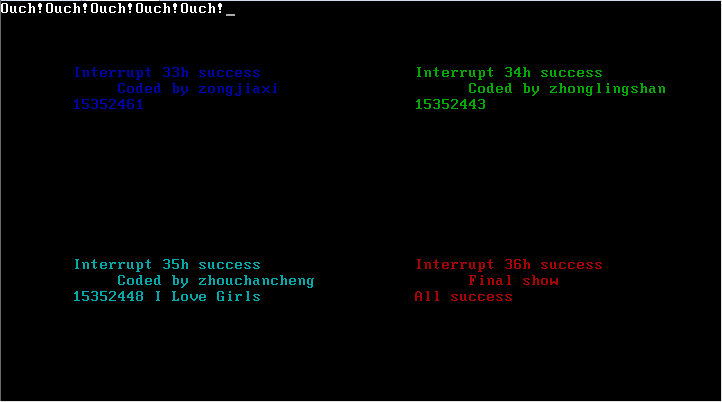 Ouch!Ouch!Ouch!Ouch!Ouch!_
Interrupt 33h success
Coded by zongjiaxi
15352461
Interrupt 34h success
Coded by zhonglingshan
15352443
Interrupt 35h success
Coded by zhouchancheng
15352448 I Love Girls
Interrupt 36h success
Final show
All success